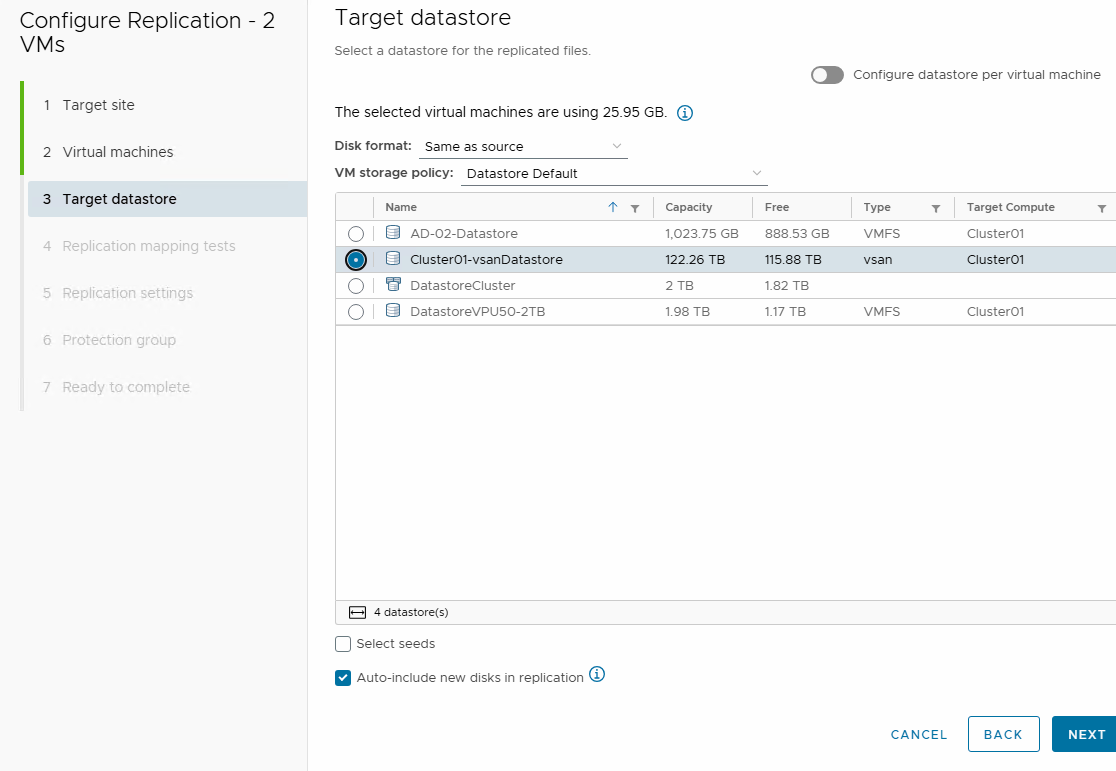 Configure Replication - 2
VMs
1 Target site
2 Virtual machines
3 Target datastore
4 Replication mapping tests
5 Replication settings
6 Protection group
7 Ready to complete
Target datastore
Select a datastore for the replicated files.
Configure datastore per virtual machine
The selected virtual machines are using 25.95 GB.
Disk format: Same as source
VM storage policy: Datastore Default
Name Capacity Free Type Target Compute
AD-02-Datastore 1,023.75 GB 888.53 GB VMFS Cluster01
Cluster01-vsanDatastore 122.26 TB 115.88 TB vsan Cluster01
DatastoreCluster 2 TB 1.82 TB
DatastoreVPU50-2TB 1.98 TB 1.17 TB VMFS Cluster01
4 datastore(s)
Select seeds
Auto-include new disks in replication
CANCEL BACK NEXT